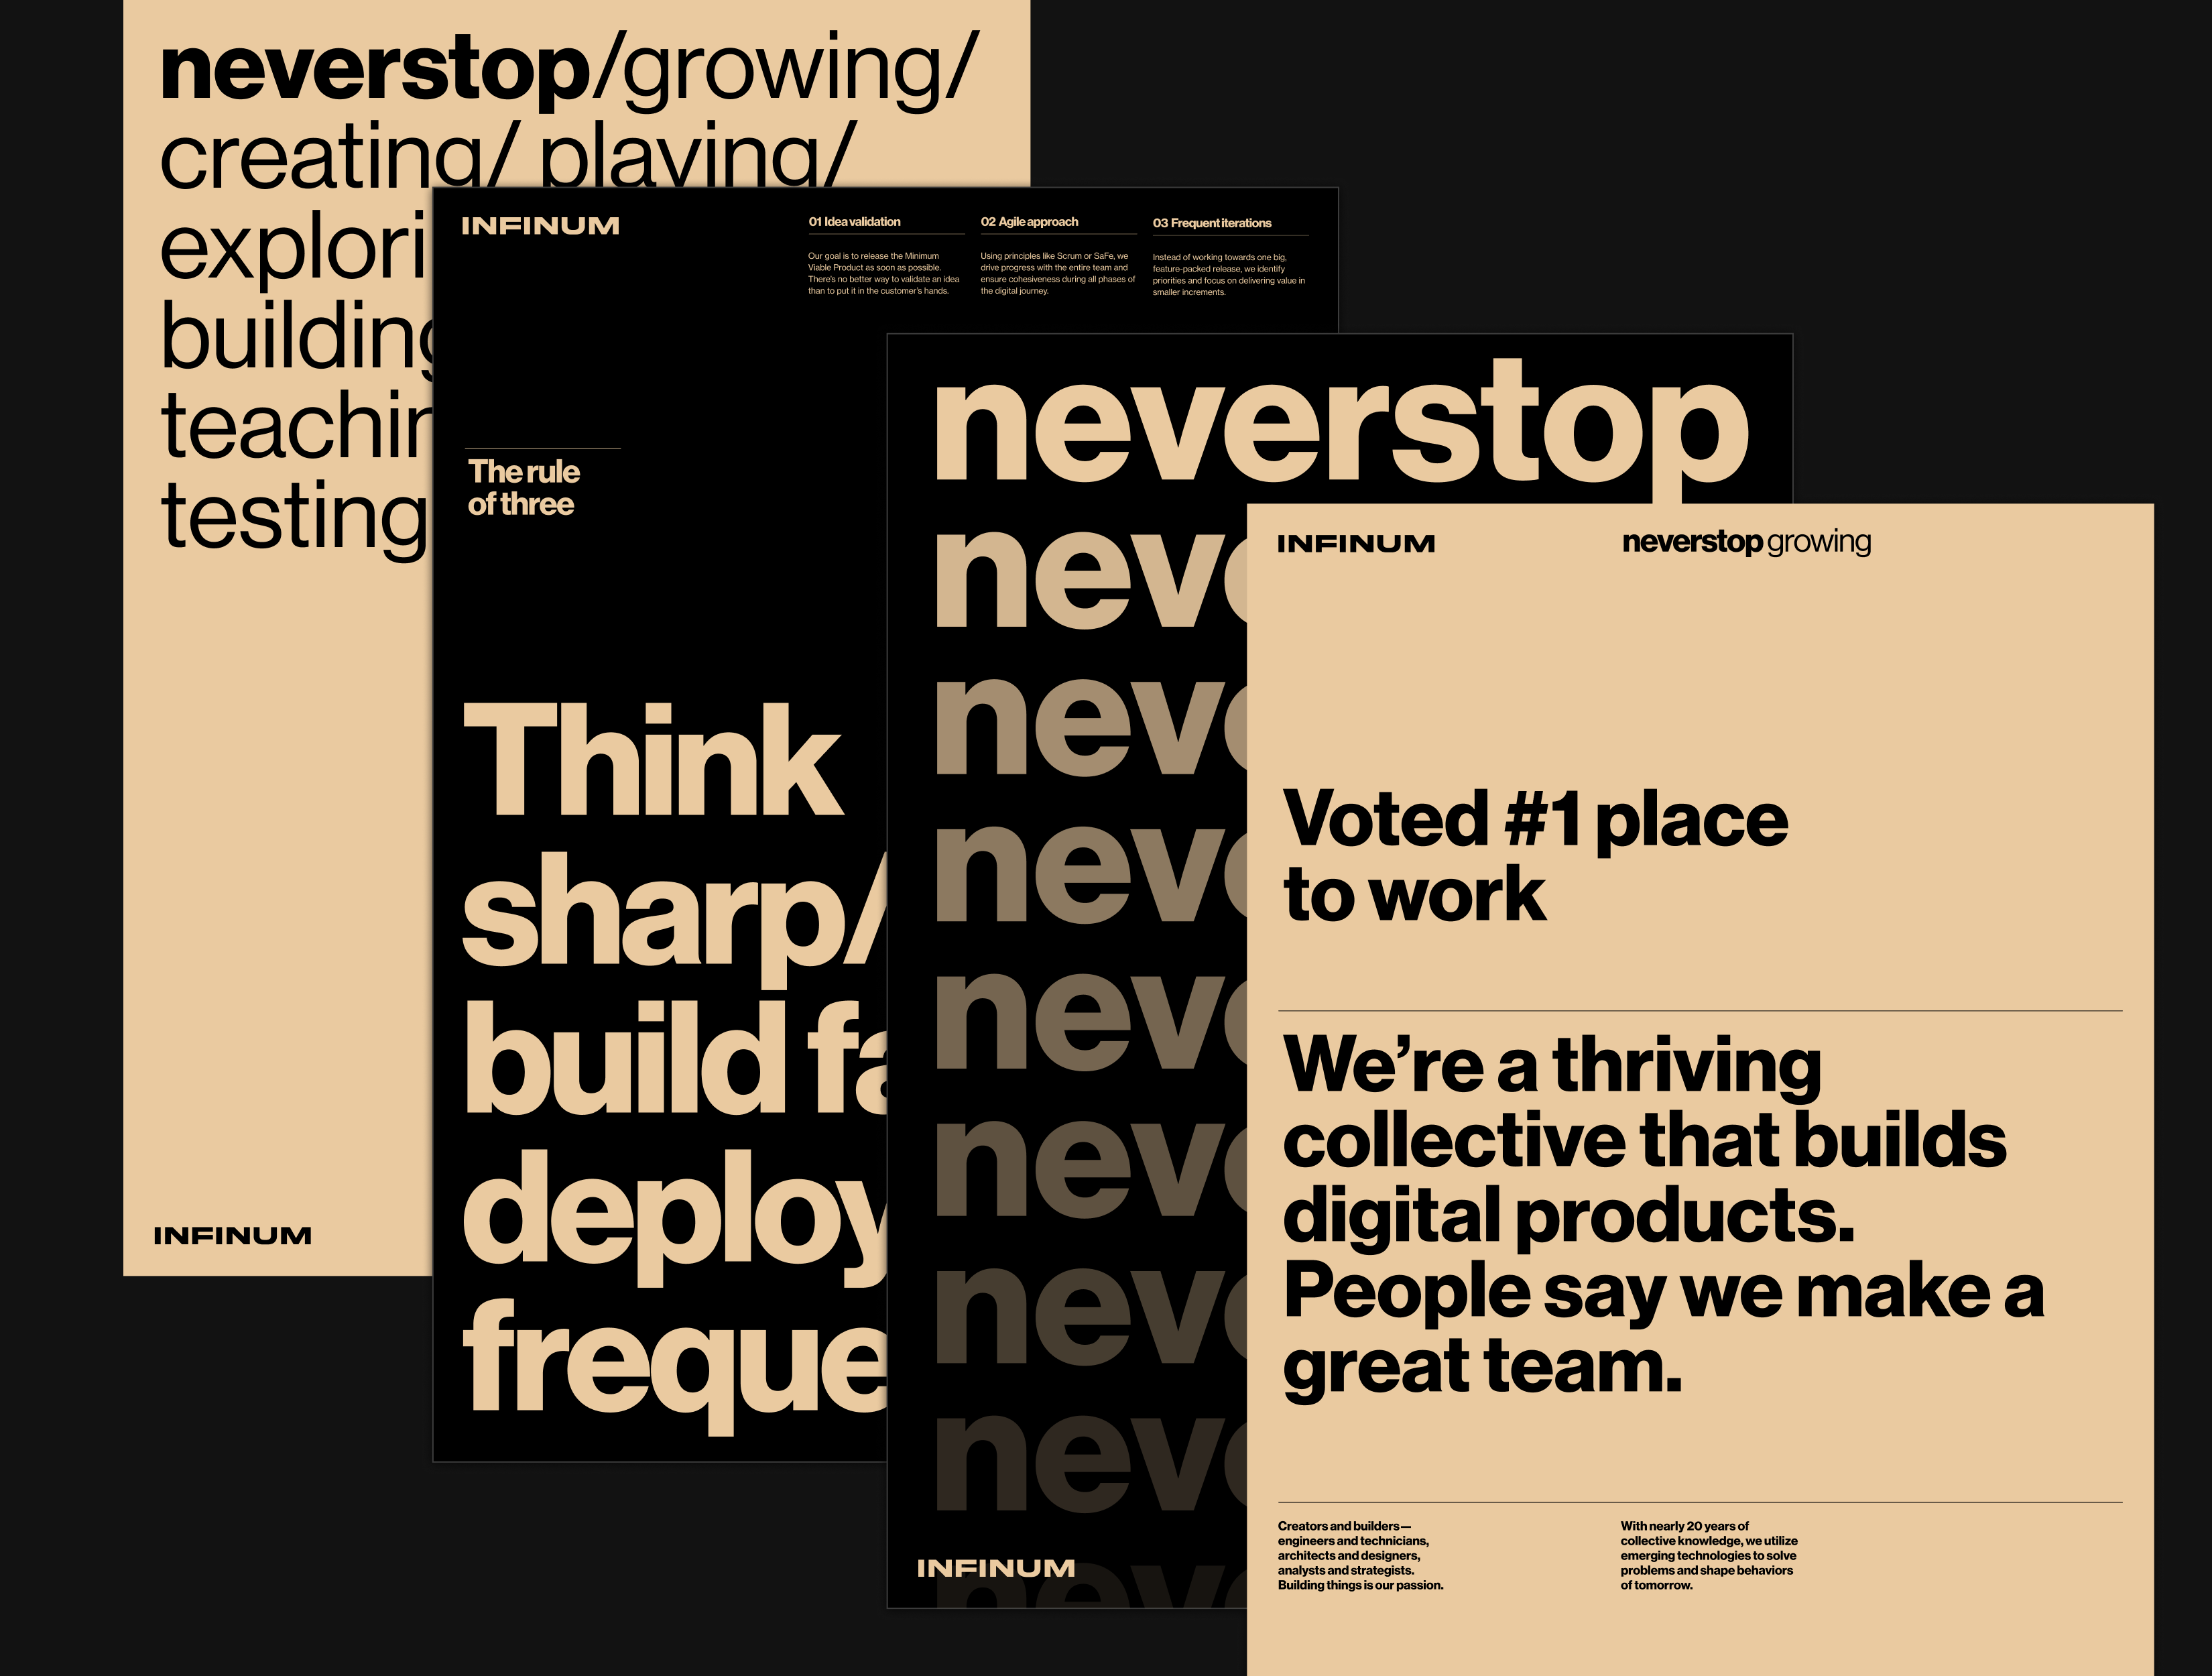 neverstop/growing/
creating/ playing/
explori
building
teachin
testing
INFINUM
INFINUM
01 Idea validation
Our goal is to release the Minimum
Viable Product as soon as possible.
There's no better way to validate an idea
than to put it in the customer's hands.
02 Agile approach
Using principles like Scrum or SaFe, we
drive progress with the entire team and
ensure cohesiveness during all phases of
the digital journey.
03 Frequent iterations
Instead of working towards one big,
feature-packed release, we identify
priorities and focus on delivering value in
smaller increments.
The rule
of three
Think
sharp/
build fa
deploy
freque
neverstop
neve
neve
neve
neve
neve
neve
neve
neve
INFINUM
INFINUM
neverstop growing
Voted #1 place
to work
We’re a thriving
collective that builds
digital products.
People say we make a
great team.
Creators and builders—
engineers and technicians,
architects and designers,
analysts and strategists.
Building things is our passion.
With nearly 20 years of
collective knowledge, we utilize
emerging technologies to solve
problems and shape behaviors
of tomorrow.